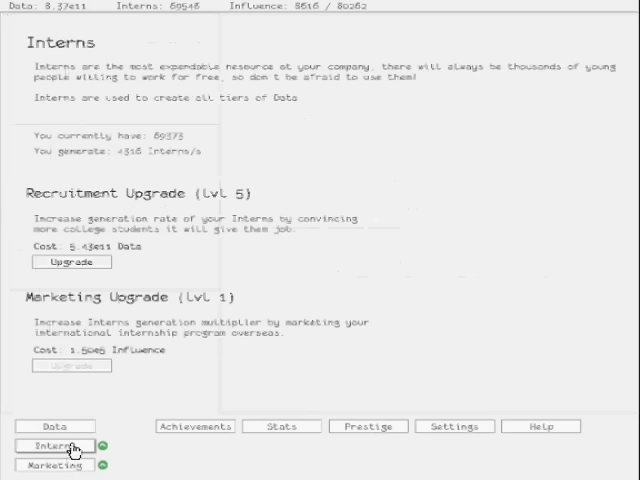 Data: 8.37e11 Interns: 69546 Influence: 8616 / 80262
Interns
Interns are the most expendable resource at your company, there will always be thousands of young
people willing to work for free, so don't be afraid to use them!
Interns are used to create all tiers of Data
You currently have: 69373
You generate: 4316 Interns/s
Recruitment Upgrade (Lvl 5)
Increase generation rate of your Interns by convincing
more college students it will give them job.
Cost: 5.43e11 Data
Upgrade
Marketing Upgrade (Lvl 1)
Increase Interns generation multiplier by marketing your
international internship program overseas.
Cost: 1.50e5 Influence
Upgrade
Data Achievements Stats Prestige Settings Help
Interns
Marketing